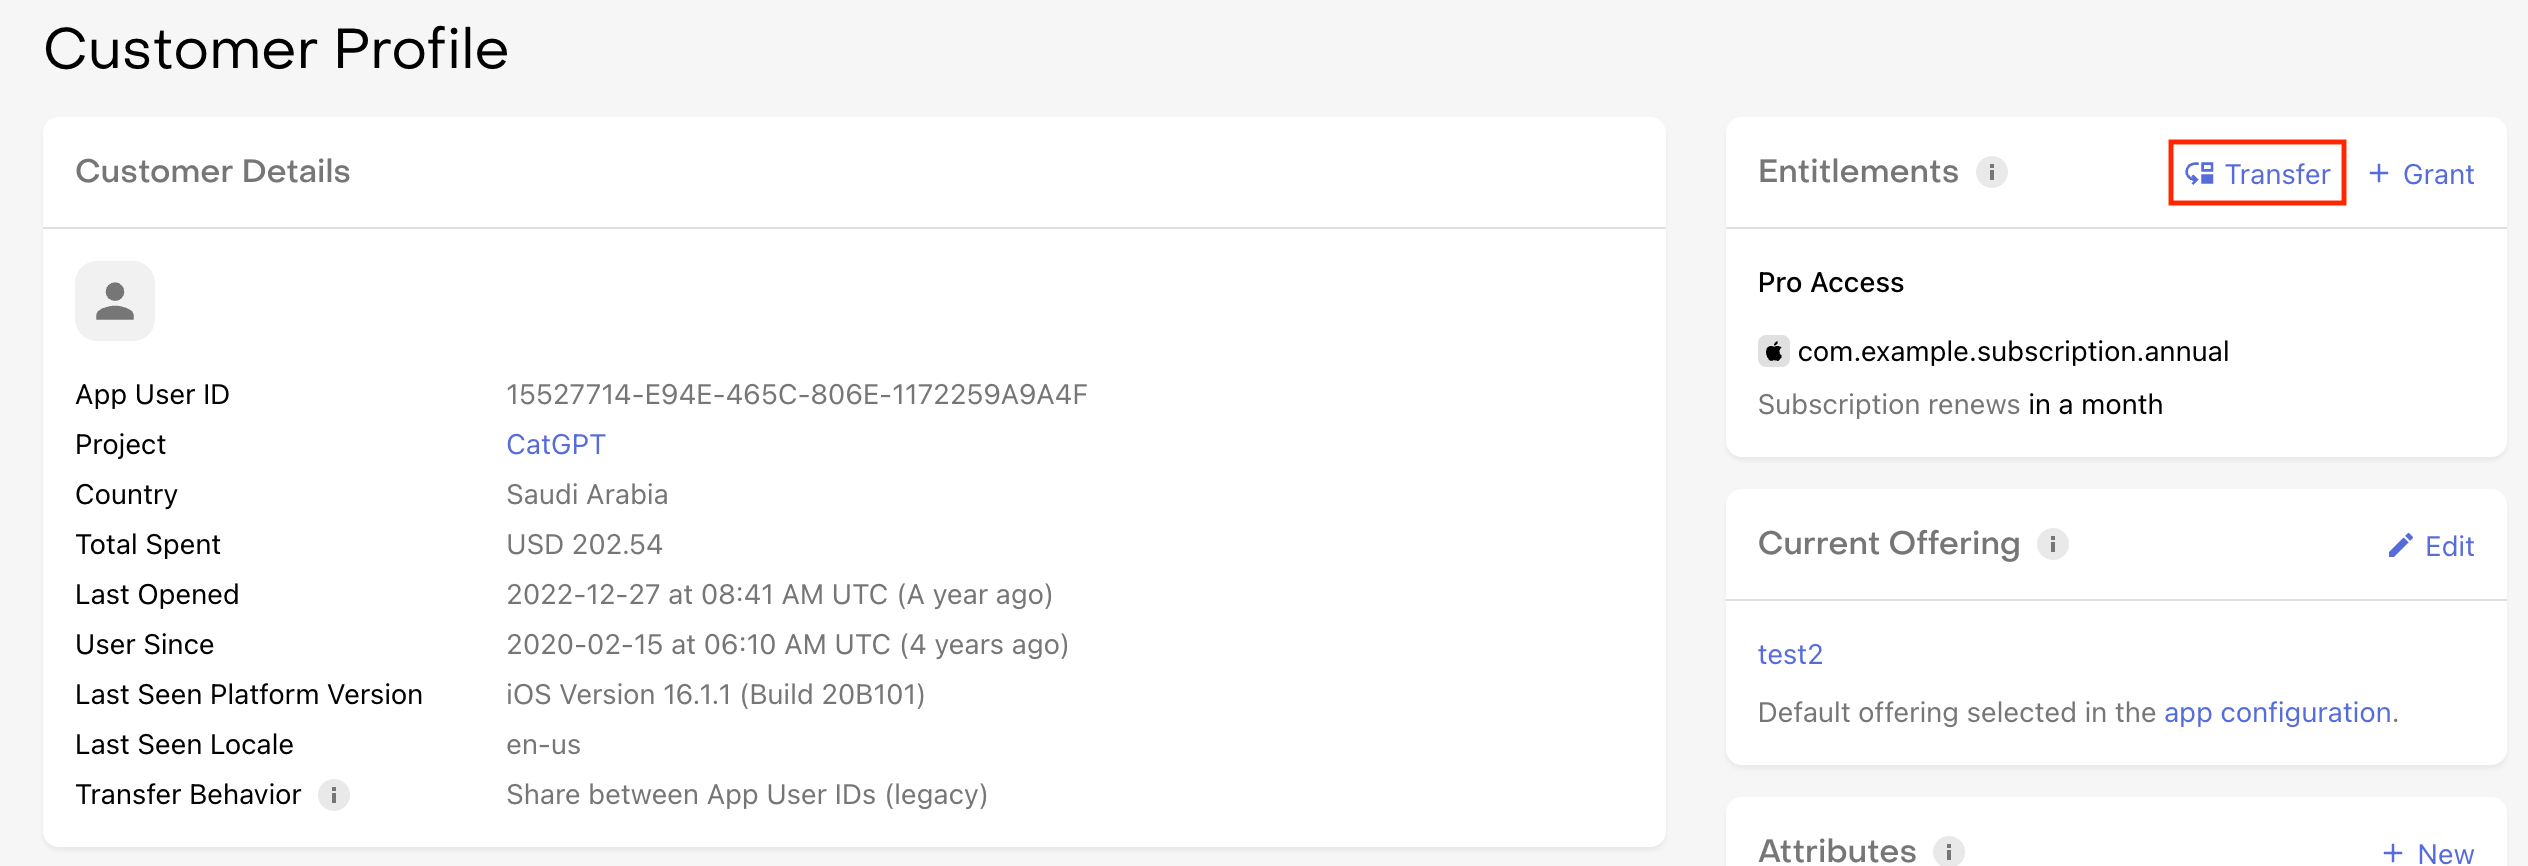 Customer Profile
Customer Details
App User ID 15527714-E94E-465C-806E-1172259A9A4F
Project CatGPT
Country Saudi Arabia
Total Spent USD 202.54
Last Opened 2022-12-27 at 08:41 AM UTC (A year ago)
User Since 2020-02-15 at 06:10 AM UTC (4 years ago)
Last Seen Platform Version iOS Version 16.1.1 (Build 20B101)
Last Seen Locale en-us
Transfer Behavior i Share between App User IDs (legacy)
Entitlements i Transfer + Grant
Pro Access
com.example.subscription.annual
Subscription renews in a month
Current Offering i Edit
test2
Default offering selected in the app configuration.
Attributes i + New